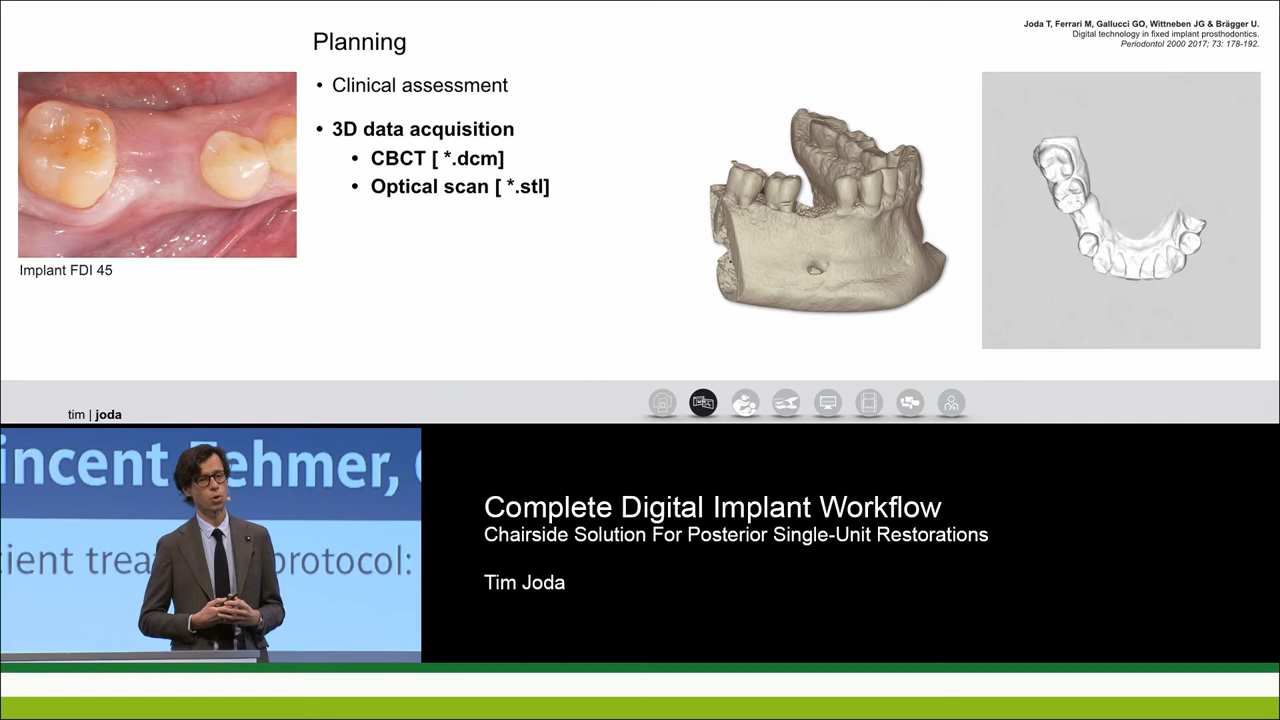 Planning
Joda T, Ferrari M, Gallucci GO, Wittneben JG & Brägger U.
Digital technology in fixed implant prosthodontics.
Periodontol 2000 2017; 73: 178-192.
• Clinical assessment
• 3D data acquisition
• CBCT [ *.dcm]
• Optical scan [ *.stl]
Implant FDI 45
tim | joda
incent Fehmer,
cient trea protocol:
Complete Digital Implant Workflow
Chairside Solution For Posterior Single-Unit Restorations
Tim Joda